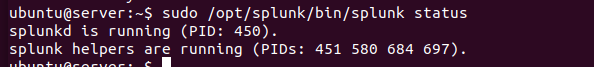 ubuntu@server:~$ sudo /opt/splunk/bin/splunk status
splunkd is running (PID: 450).
splunk helpers are running (PIDs: 451 580 684 697).
ubuntu@server:~$